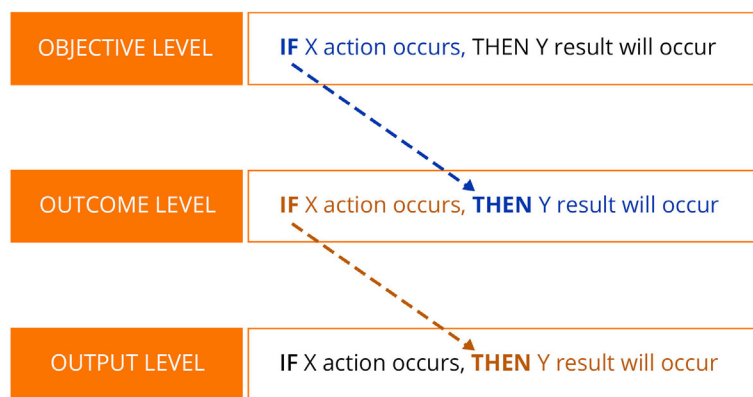 OBJECTIVE LEVEL
IF X action occurs, THEN Y result will occur
OUTCOME LEVEL
IF X action occurs, THEN Y result will occur
OUTPUT LEVEL
IF X action occurs, THEN Y result will occur